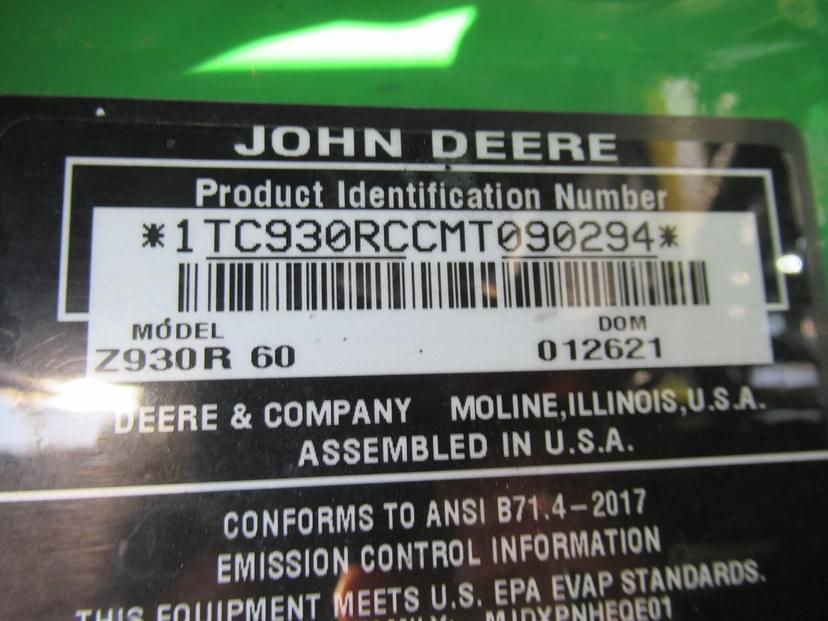 JOHN DEERE
Product Identification Number
*1TC930RCCMT090294*
MODEL DOM
Z930R 60 012621
DEERE & COMPANY MOLINE,ILLINOIS,U.S.A.
ASSEMBLED IN U.S.A.
CONFORMS TO ANSI B71.4-2017
EMISSION CONTROL INFORMATION
THIS EQUIPMENT MEETS U.S. EPA EVAP STANDARDS.